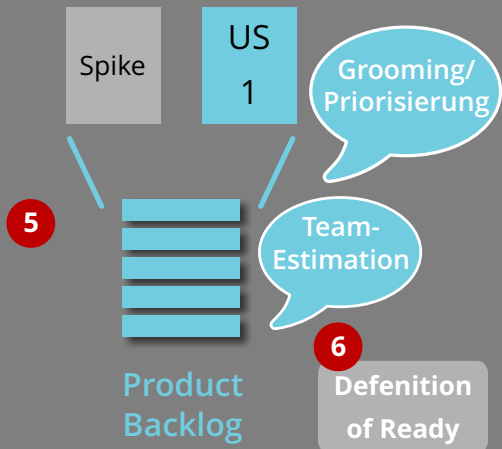 Spike
US
1
Grooming/
Priorisierung
5
Team-
Estimation
6
Product
Backlog
Defenition
of Ready